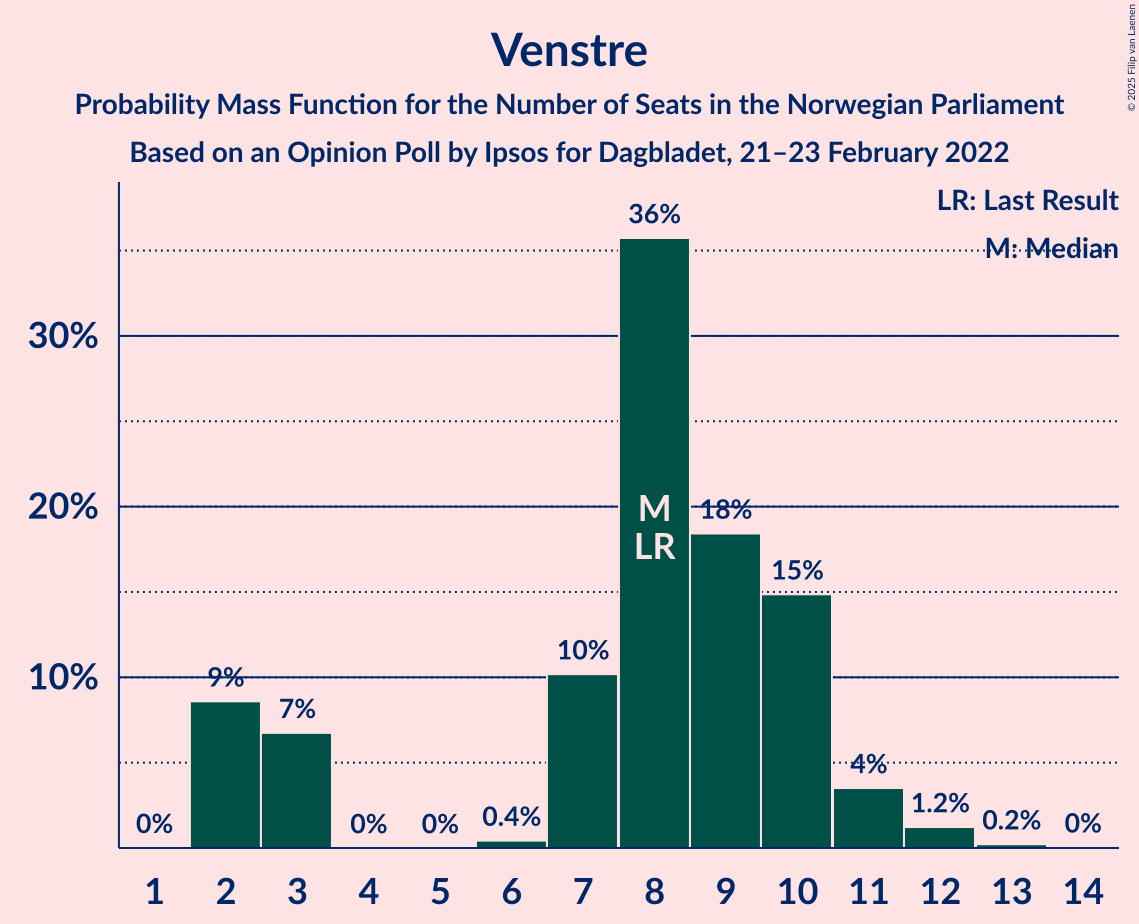 Venstre
Probability Mass Function for the Number of Seats in the Norwegian Parliament
Based on an Opinion Poll by Ipsos for Dagbladet, 21–23 February 2022
© 2025 Filip van Laenen
LR: Last Result
M: Median
30%
20%
10%
0%
9%
7%
0%
0%
0.4%
10%
36%
18%
15%
4%
1.2%
0.2%
0%
M
LR
1 2 3 4 5 6 7 8 9 10 11 12 13 14